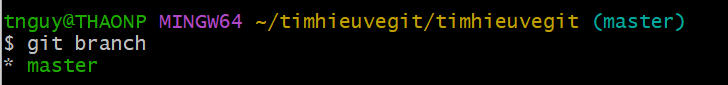 tnguy@THAONP MINGW64 ~/timhieuvegit/timhieuvegit (master)
$ git branch
* master